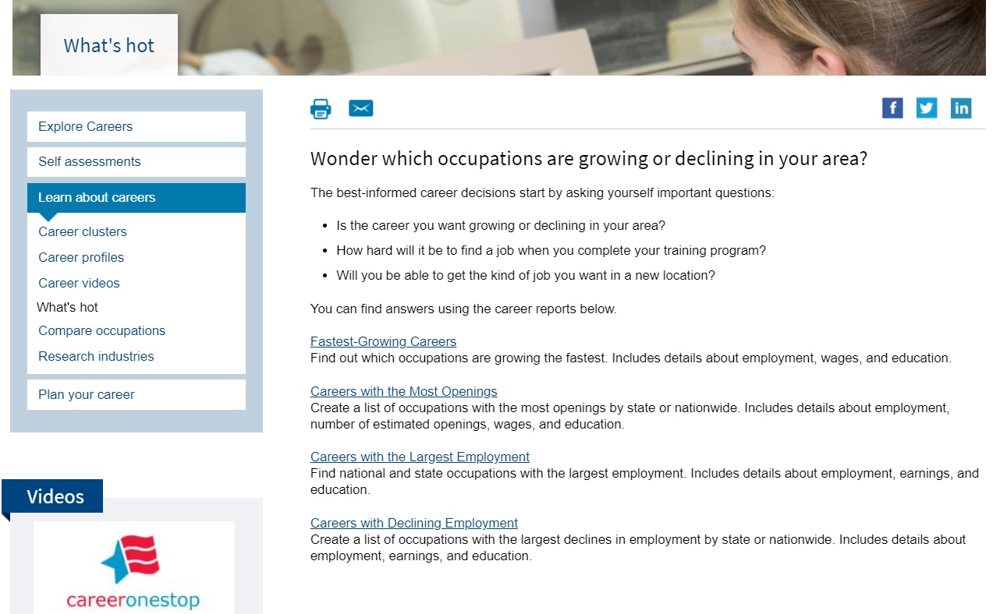 What's hot
Explore Careers
Self assessments
Learn about careers
Career clusters
Career profiles
Career videos
What's hot
Compare occupations
Research industries
Plan your career
Videos
careeronestop
f
in
Wonder which occupations are growing or declining in your area?
The best-informed career decisions start by asking yourself important questions:
• Is the career you want growing or declining in your area?
• How hard will it be to find a job when you complete your training program?
• Will you be able to get the kind of job you want in a new location?
You can find answers using the career reports below.
Fastest-Growing Careers
Find out which occupations are growing the fastest. Includes details about employment, wages, and education.
Careers with the Most Openings
Create a list of occupations with the most openings by state or nationwide. Includes details about employment,
number of estimated openings, wages, and education.
Careers with the Largest Employment
Find national and state occupations with the largest employment. Includes details about employment, earnings, and
education.
Careers with Declining Employment
Create a list of occupations with the largest declines in employment by state or nationwide. Includes details about
employment, earnings, and education.